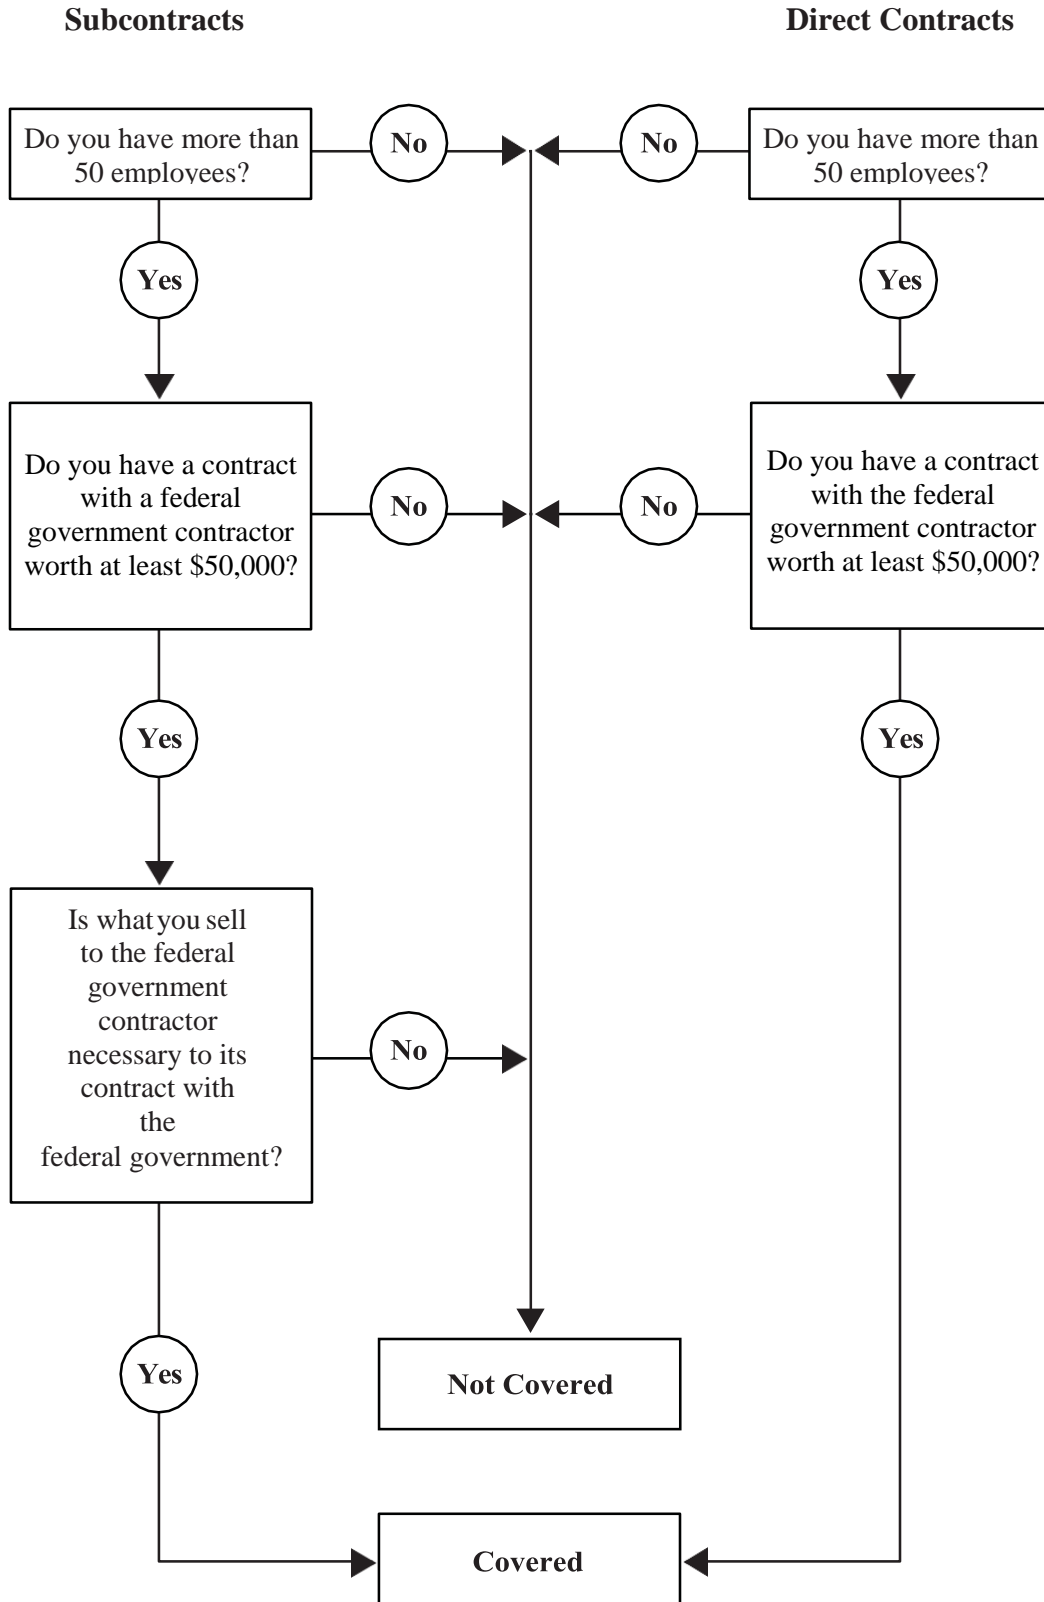 Subcontracts
Direct Contracts
Do you have more than
50 employees?
No
No
Do you have more than
50 employees?
Yes
Yes
Do you have a contract
with a federal
government contractor
worth at least $50,000?
No
No
Do you have a contract
with the federal
government contractor
worth at least $50,000?
Yes
Yes
Is what you sell
to the federal
government
contractor
necessary to its
contract with
the
federal government?
No
Yes
Not Covered
Covered